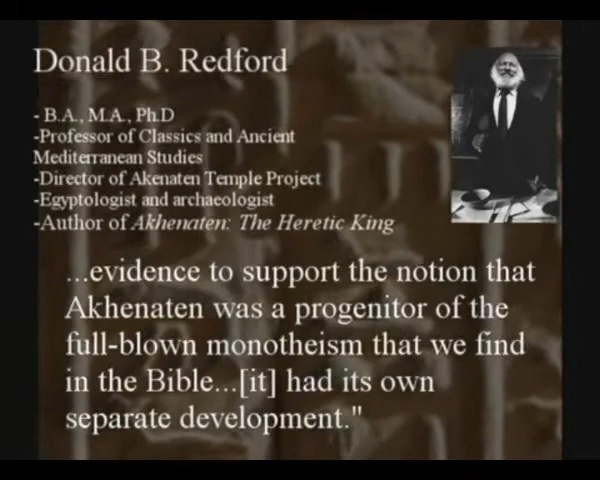 Donald B. Redford
- B.A., M.A., Ph.D
-Professor of Classics and Ancient
Mediterranean Studies
-Director of Akenaten Temple Project
-Egyptologist and archaeologist
-Author of Akhenaten: The Heretic King
...evidence to support the notion that
Akhenaten was a progenitor of the
full-blown monotheism that we find
in the Bible...[it] had its own
separate development."